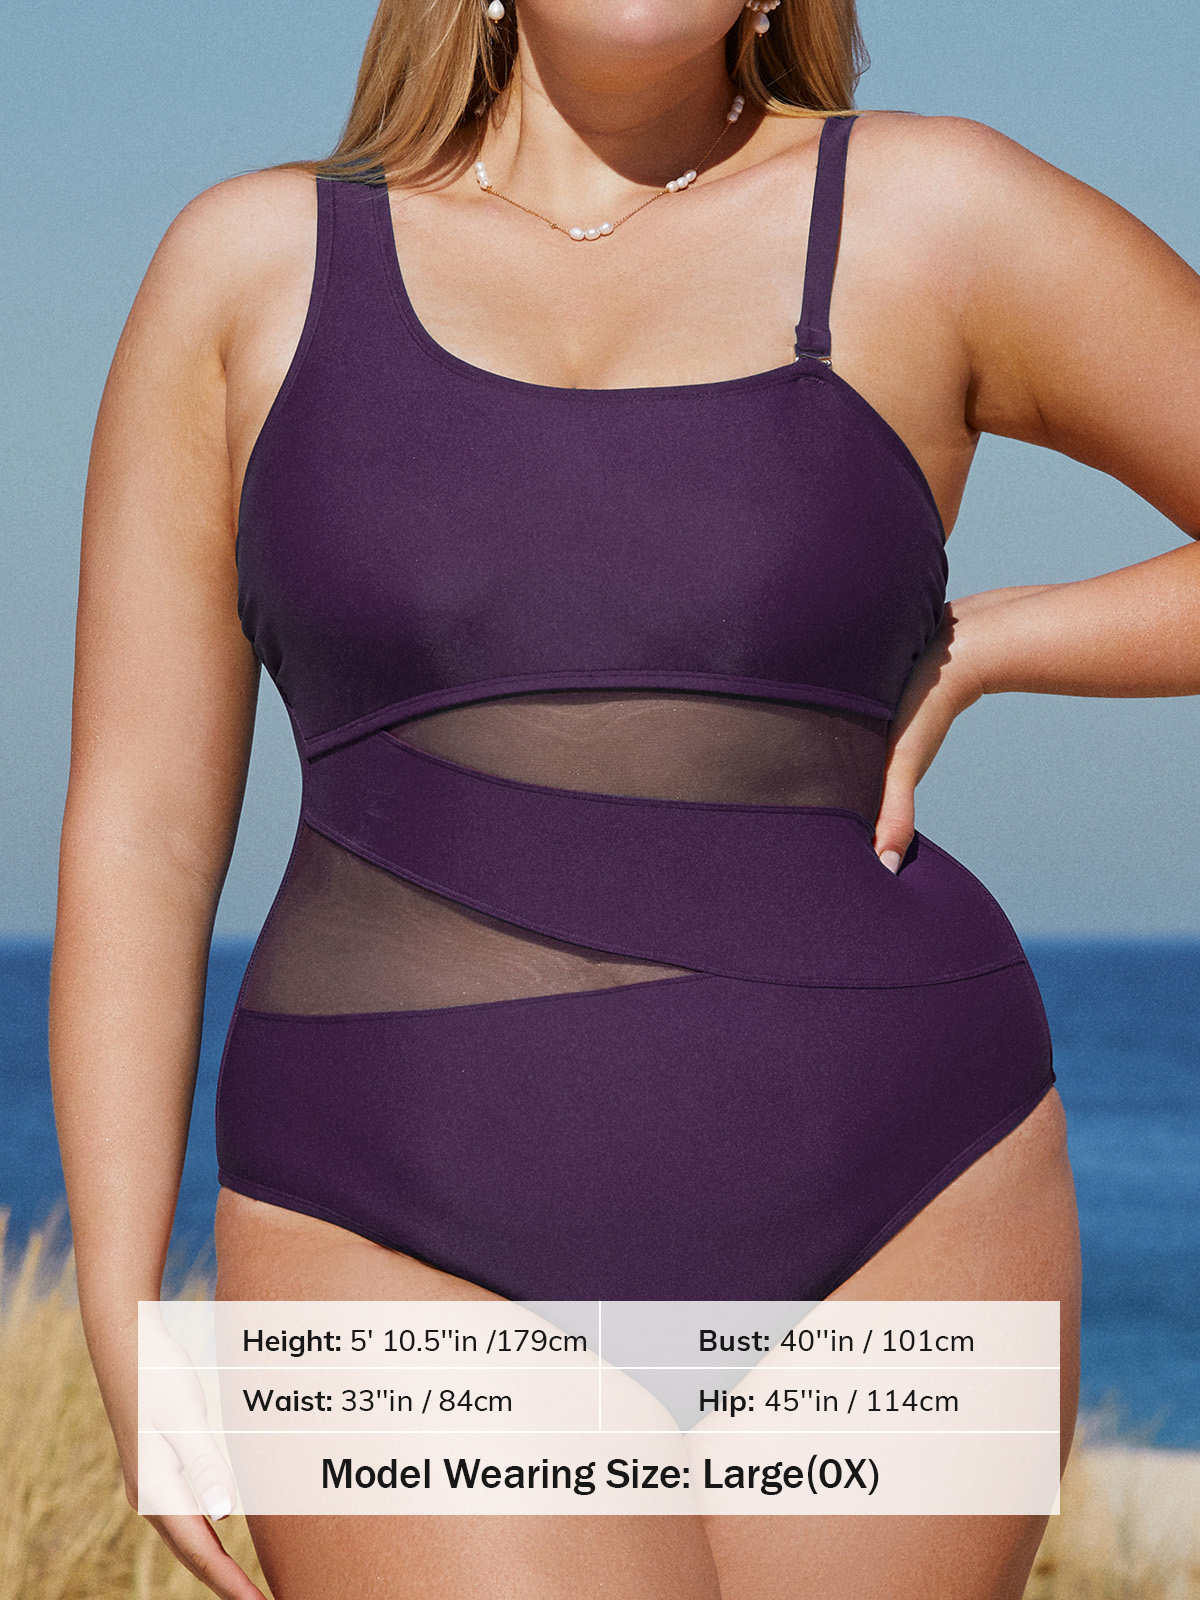 Height: 5' 10.5''in /179cm
Bust: 40''in / 101cm
Waist: 33''in / 84cm
Hip: 45''in / 114cm
Model Wearing Size: Large(0X)